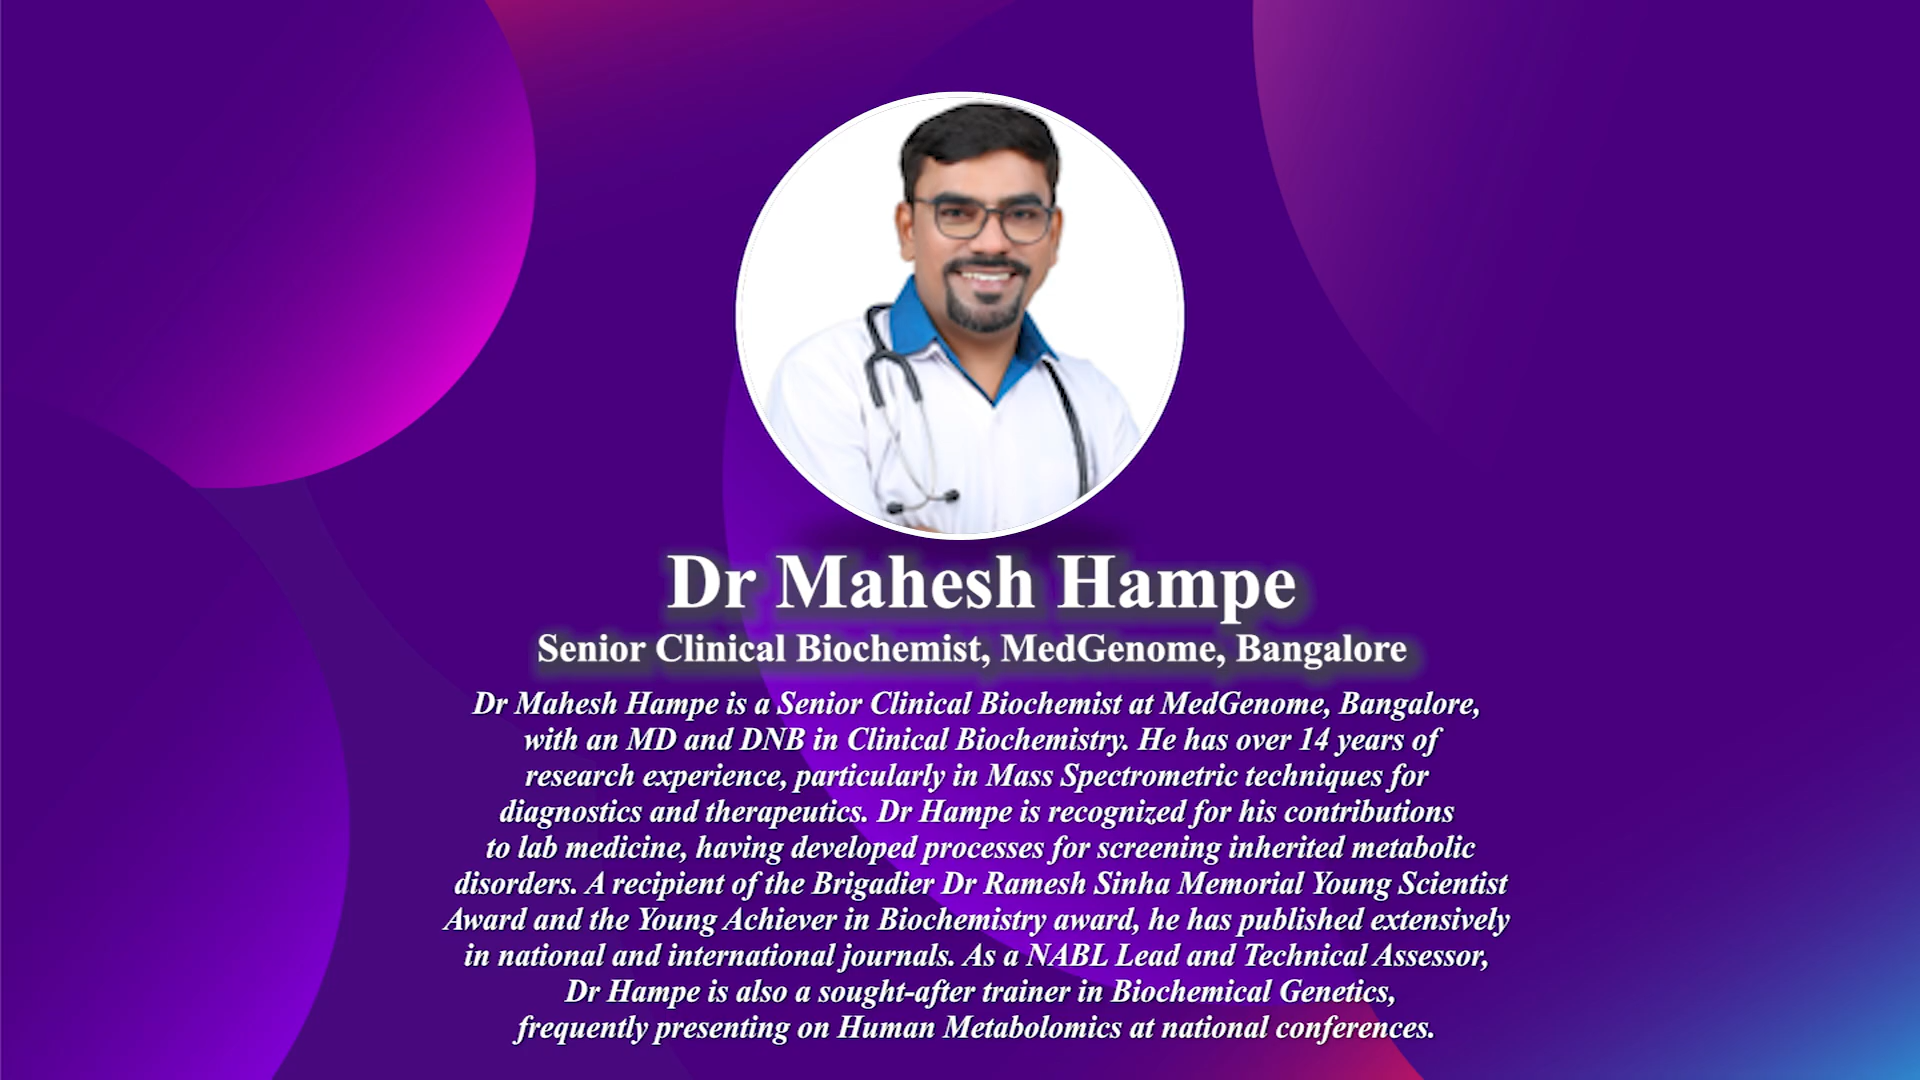 Dr Mahesh Hampe
Senior Clinical Biochemist, MedGenome, Bangalore
Dr Mahesh Hampe is a Senior Clinical Biochemist at MedGenome, Bangalore,
with an MD and DNB in Clinical Biochemistry. He has over 14 years of
research experience, particularly in Mass Spectrometric techniques for
diagnostics and therapeutics. Dr Hampe is recognized for his contributions
to lab medicine, having developed processes for screening inherited metabolic
disorders. A recipient of the Brigadier Dr Ramesh Sinha Memorial Young Scientist
Award and the Young Achiever in Biochemistry award, he has published extensively
in national and international journals. As a NABL Lead and Technical Assessor,
Dr Hampe is also a sought-after trainer in Biochemical Genetics,
frequently presenting on Human Metabolomics at national conferences.